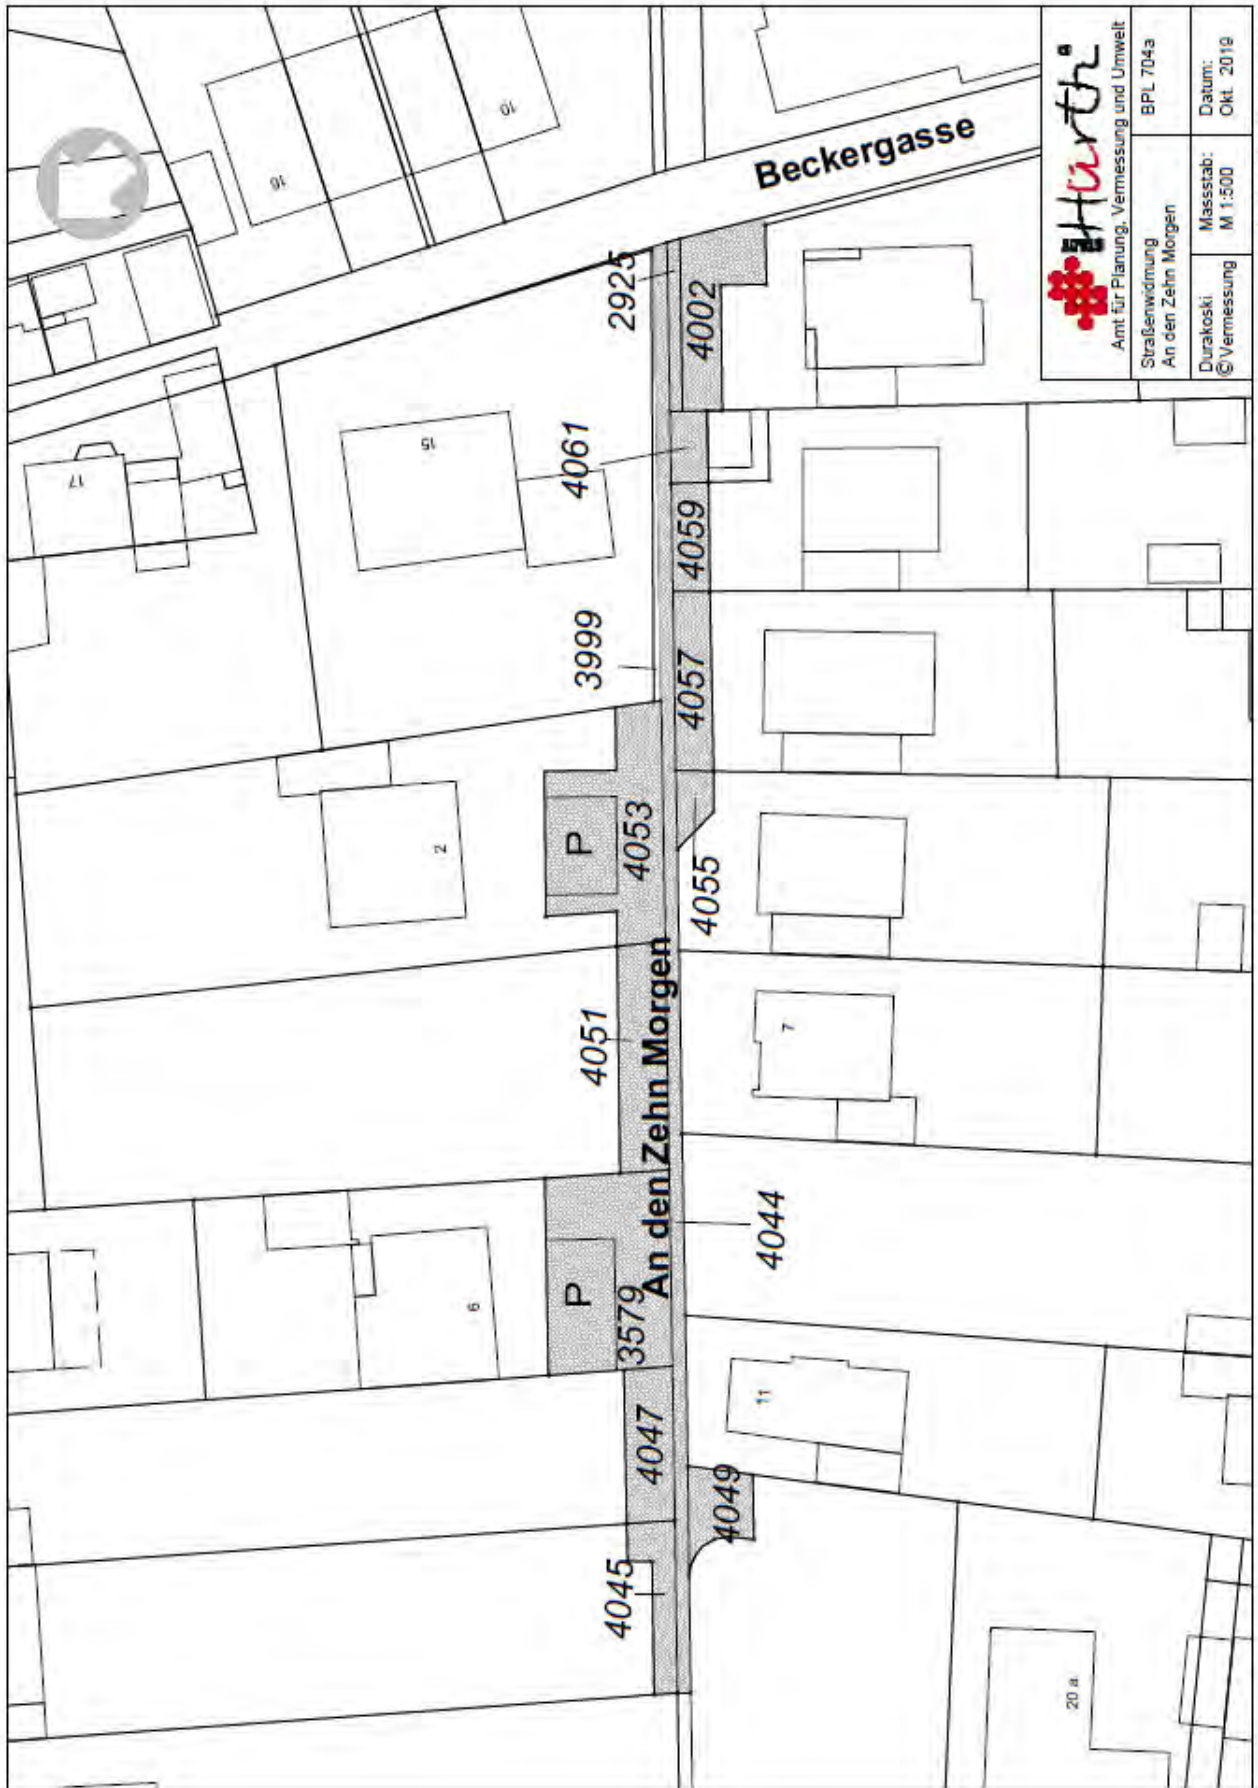 Hürth
Amt für Planung, Vermessung und Umwelt
Straßenwidmung
An den Zehn Morgen
BPL 704a
Durakoski
©Vermessung
Massstab:
M 1:500
Datum:
Okt. 2019
Beckergasse
An den Zehn Morgen
17
16
10
15
2925
4002
4061
4059
3999
4057
2
P
4053
4055
4051
7
4044
6
P
3579
11
4047
4049
4045
20 a